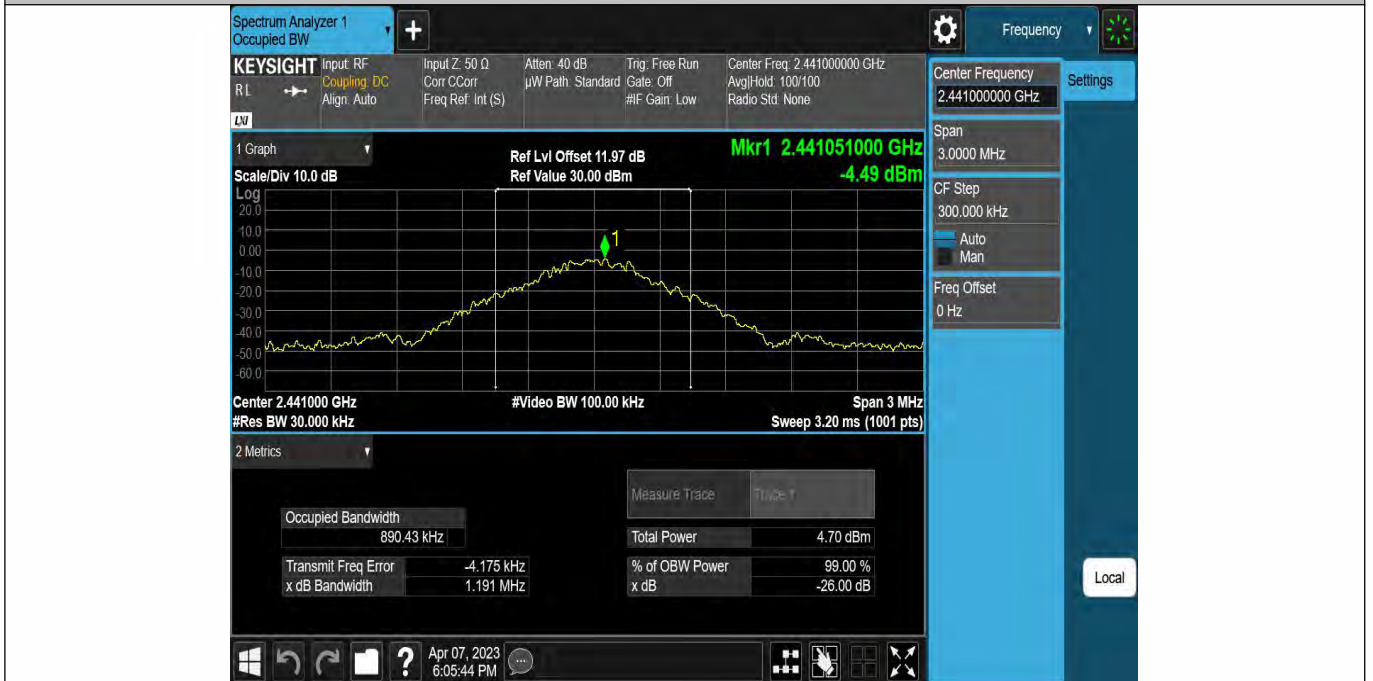 Spectrum Analyzer 1
Occupied BW
+
Frequency
KEYSIGHT
RL
LXI
Input: RF
Coupling: DC
Align: Auto
Input Z: 50 Ω
Corr CCorr
Freq Ref: Int (S)
Atten: 40 dB
µW Path: Standard
Trig: Free Run
Gate: Off
#IF Gain: Low
Center Freq: 2.441000000 GHz
Avg|Hold: 100/100
Radio Std: None
Center Frequency
2.441000000 GHz
Settings
Span
3.0000 MHz
CF Step
300.000 kHz
Auto
Man
Freq Offset
0 Hz
Local
1 Graph
Scale/Div 10.0 dB
Ref Lvl Offset 11.97 dB
Ref Value 30.00 dBm
Mkr1 2.441051000 GHz
-4.49 dBm
Log
20.0
10.0
0.00
-10.0
-20.0
-30.0
-40.0
-50.0
-60.0
1
Center 2.441000 GHz
#Video BW 100.00 kHz
Span 3 MHz
#Res BW 30.000 kHz
Sweep 3.20 ms (1001 pts)
2 Metrics
Measure Trace
Trace 1
Occupied Bandwidth
890.43 kHz
Total Power
4.70 dBm
Transmit Freq Error
-4.175 kHz
% of OBW Power
99.00 %
x dB Bandwidth
1.191 MHz
x dB
-26.00 dB
?
Apr 07, 2023
6:05:44 PM